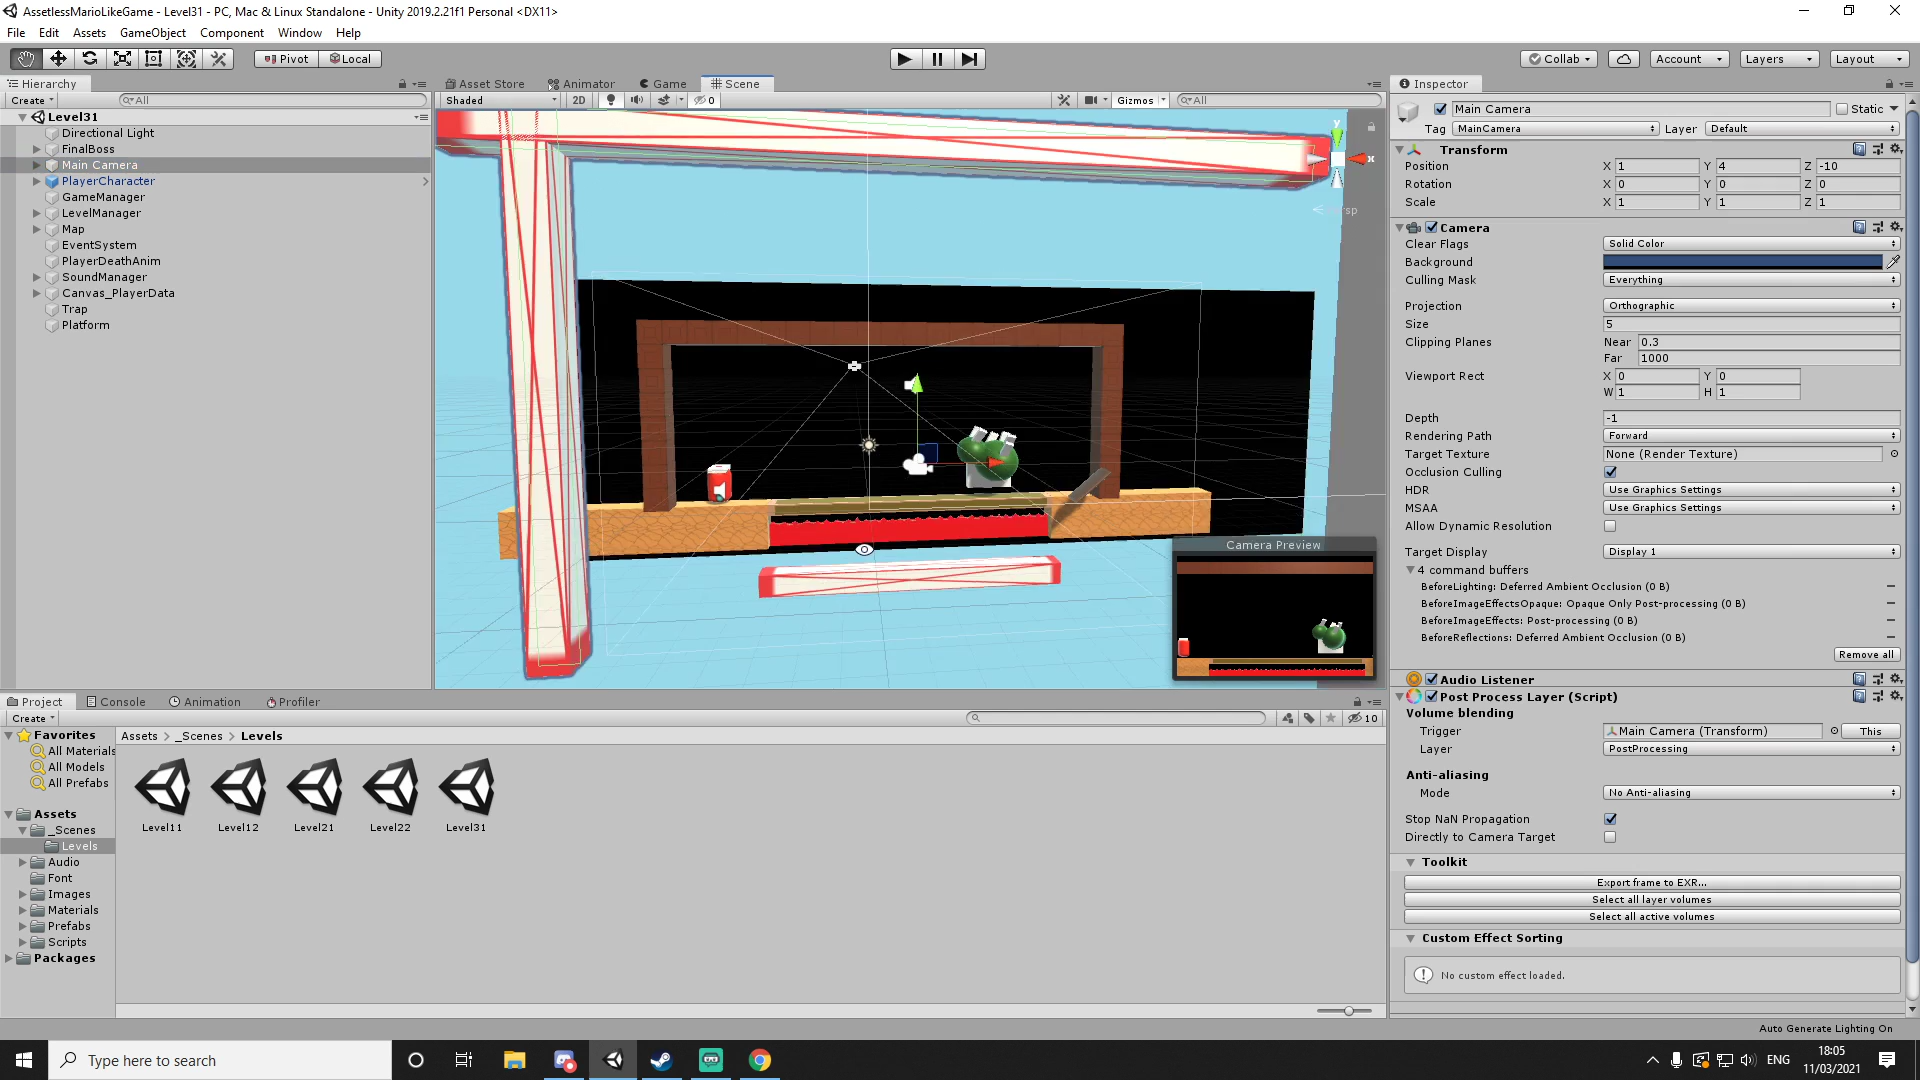 AssetlessMarioLikeGame - Level31 - PC, Mac & Linux Standalone - Unity 2019.2.21f1 Personal <DX11>
File Edit Assets GameObject Component Window Help
Pivot Local
Collab Account Layers Layout
Hierarchy
Asset Store Animator Game Scene
Inspector
Create All
Shaded 2D 0 Gizmos All
Level31
Directional Light
FinalBoss
Main Camera
PlayerCharacter
GameManager
LevelManager
Map
EventSystem
PlayerDeathAnim
SoundManager
Canvas_PlayerData
Trap
Platform
y
x
Persp
Camera Preview
Main Camera Static
Tag MainCamera Layer Default
Transform
Position X 1 Y 4 Z -10
Rotation X 0 Y 0 Z 0
Scale X 1 Y 1 Z 1
Camera
Clear Flags Solid Color
Background
Culling Mask Everything
Projection Orthographic
Size 5
Clipping Planes Near 0.3
Far 1000
Viewport Rect X 0 Y 0
W 1 H 1
Depth -1
Rendering Path Forward
Target Texture None (Render Texture)
Occlusion Culling
HDR Use Graphics Settings
MSAA Use Graphics Settings
Allow Dynamic Resolution
Target Display Display 1
4 command buffers
BeforeLighting: Deferred Ambient Occlusion (0 B)
BeforeImageEffectsOpaque: Opaque Only Post-processing (0 B)
BeforeImageEffects: Post-processing (0 B)
BeforeReflections: Deferred Ambient Occlusion (0 B)
Remove all
Audio Listener
Post Process Layer (Script)
Volume blending
Trigger Main Camera (Transform) This
Layer PostProcessing
Anti-aliasing
Mode No Anti-aliasing
Stop NaN Propagation
Directly to Camera Target
Toolkit
Export frame to EXR...
Select all layer volumes
Select all active volumes
Custom Effect Sorting
No custom effect loaded.
Project Console Animation Profiler
Create 10
Favorites
All Materials
All Models
All Prefabs
Assets
_Scenes
Levels
Audio
Font
Images
Materials
Prefabs
Scripts
Packages
Assets > _Scenes > Levels
Level11 Level12 Level21 Level22 Level31
Auto Generate Lighting On
Type here to search
ENG
18:05
11/03/2021